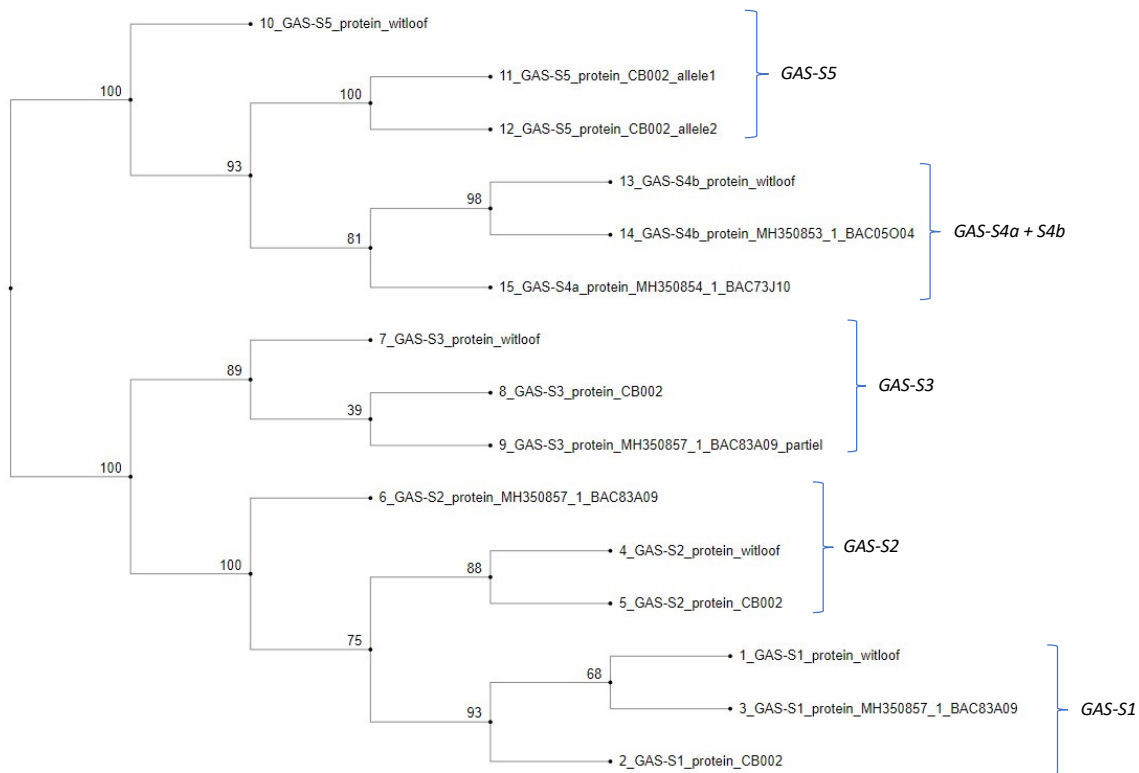 10_GAS-S5_protein_witloof
GAS-S5
11_GAS-S5_protein_CB002_allele1
100
100
12_GAS-S5_protein_CB002_allele2
93
13_GAS-S4b_protein_witloof
98
14_GAS-S4b_protein_MH350853_1_BAC05O04
GAS-S4a + S4b
81
15_GAS-S4a_protein_MH350854_1_BAC73J10
7_GAS-S3_protein_witloof
89
8_GAS-S3_protein_CB002
GAS-S3
39
9_GAS-S3_protein_MH350857_1_BAC83A09_partiel
100
6_GAS-S2_protein_MH350857_1_BAC83A09
4_GAS-S2_protein_witloof
GAS-S2
100
88
5_GAS-S2_protein_CB002
75
1_GAS-S1_protein_witloof
68
3_GAS-S1_protein_MH350857_1_BAC83A09
GAS-S1
93
2_GAS-S1_protein_CB002